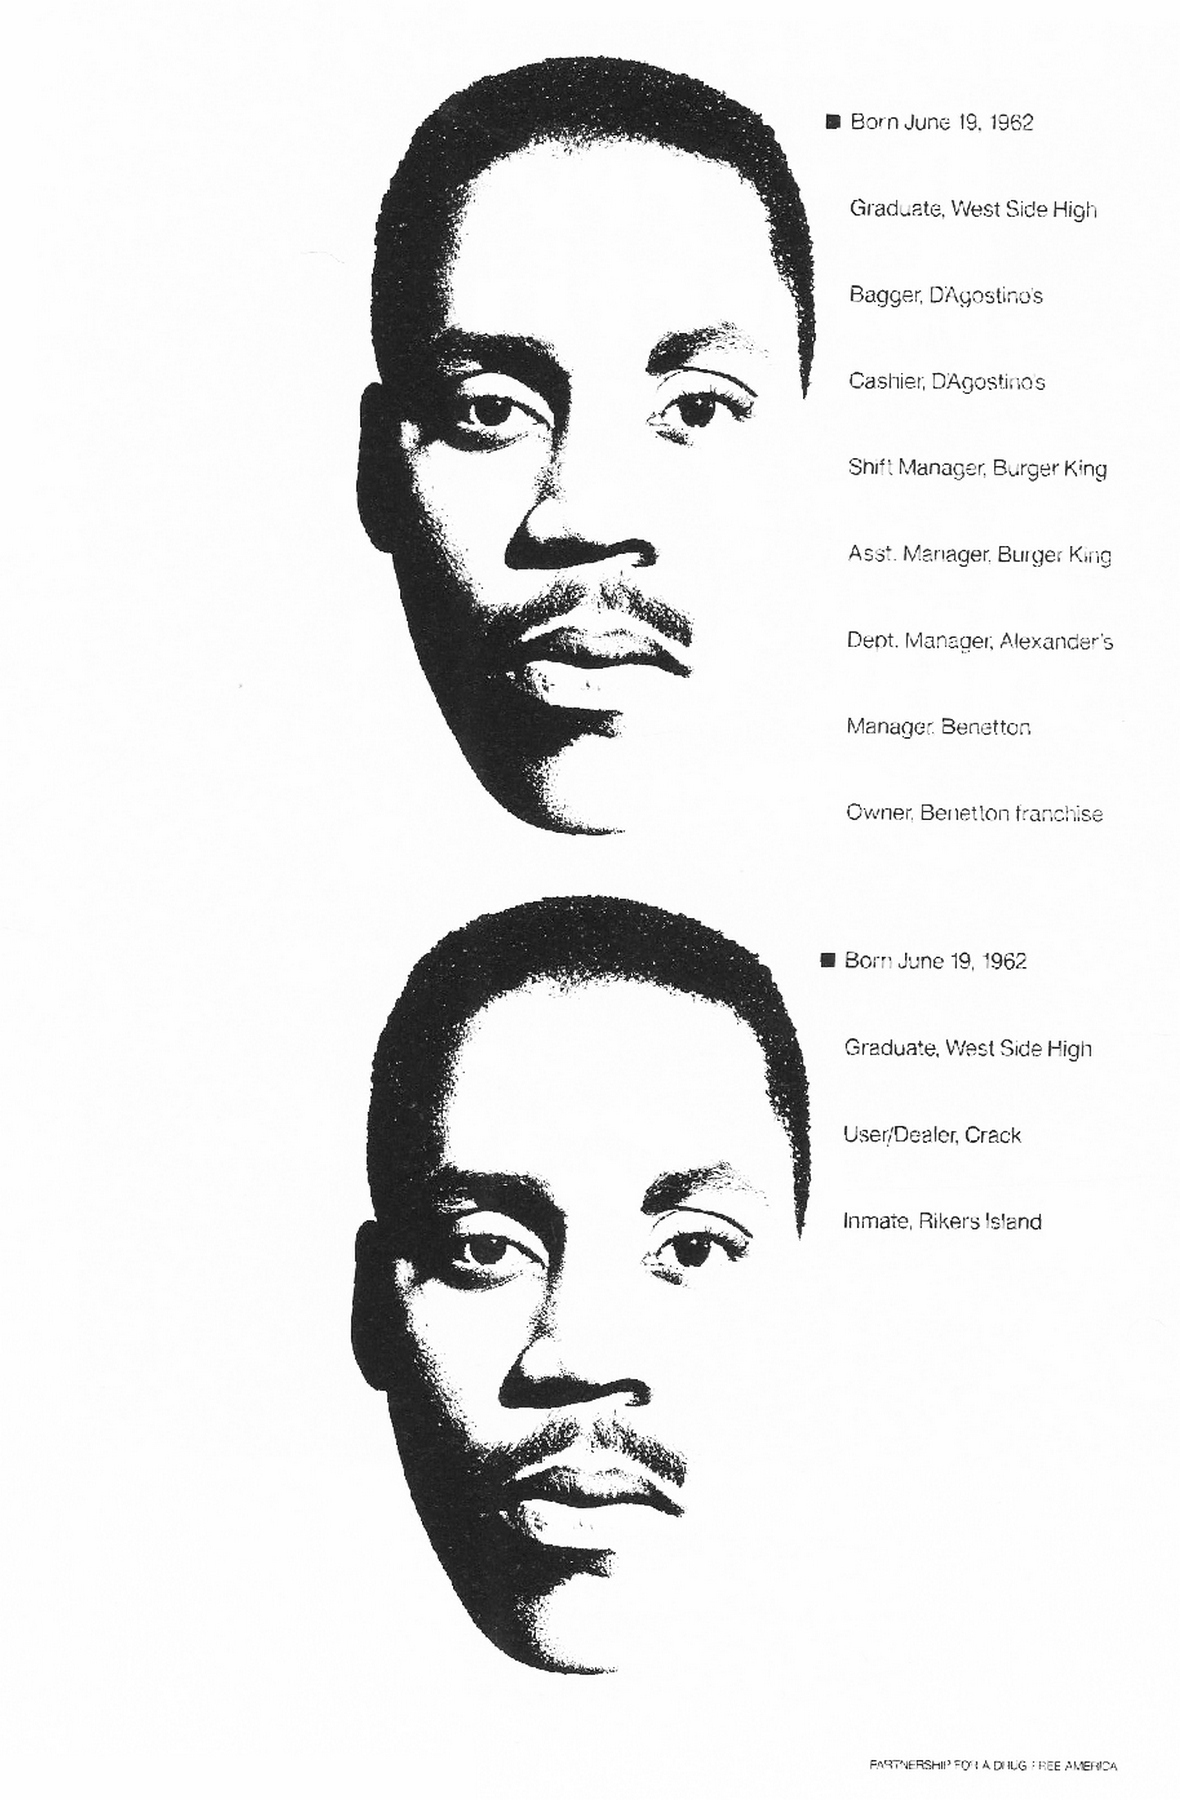 Born June 19, 1962
Graduate, West Side High
Bagger, D'Agostino's
Cashier, D'Agostino's
Shift Manager, Burger King
Asst. Manager, Burger King
Dept. Manager, Alexander's
Manager, Benetton
Owner, Benetton franchise
Born June 19, 1962
Graduate, West Side High
User/Dealer, Crack
Inmate, Rikers Island
PARTNERSHIP FOR A DRUG FREE AMERICA